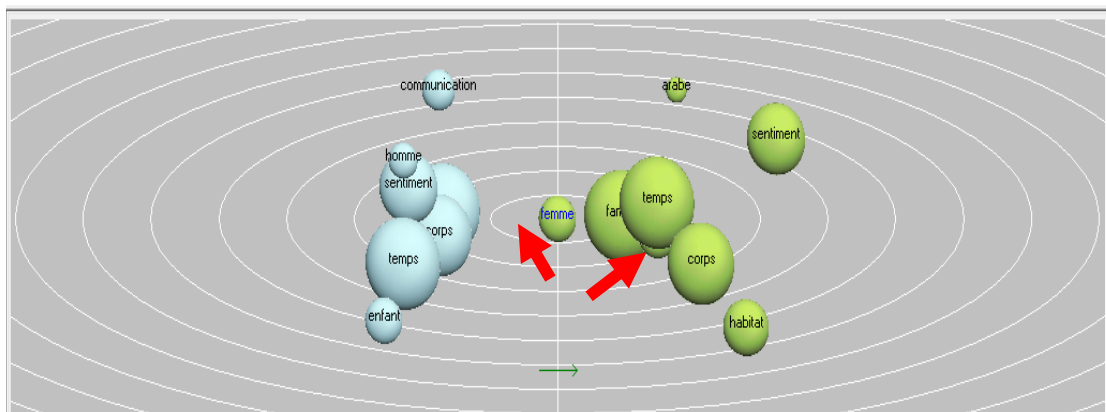 communication
arabe
sentiment
homme
sentiment
temps
femme
corps
temps
corps
enfant
habitat